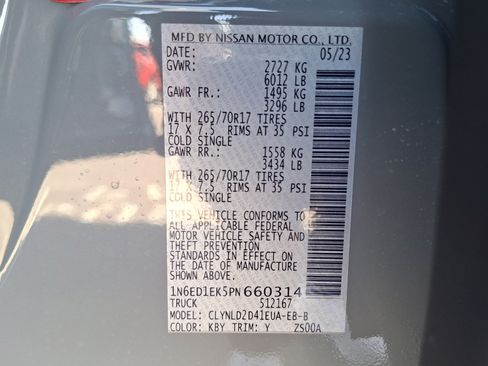 MFD BY NISSAN MOTOR CO., LTD.
DATE: 05/23
GVWR: 2727 KG
6012 LB
GAWR FR.: 1495 KG
3296 LB
WITH 265/70R17 TIRES
17 X 7.5 RIMS AT 35 PSI
COLD SINGLE
GAWR RR.: 1558 KG
3434 LB
WITH 265/70R17 TIRES
17 X 7.5 RIMS AT 35 PSI
COLD SINGLE
THIS VEHICLE CONFORMS TO
ALL APPLICABLE FEDERAL
MOTOR VEHICLE SAFETY AND
THEFT PREVENTION
STANDARDS IN EFFECT ON THE
DATE OF MANUFACTURE
SHOWN ABOVE.
1N6ED1EK5PN660314
TRUCK 512167
MODEL: CLYNLD2D41EUA-EB-B
COLOR: KBY TRIM: Y ZS00A